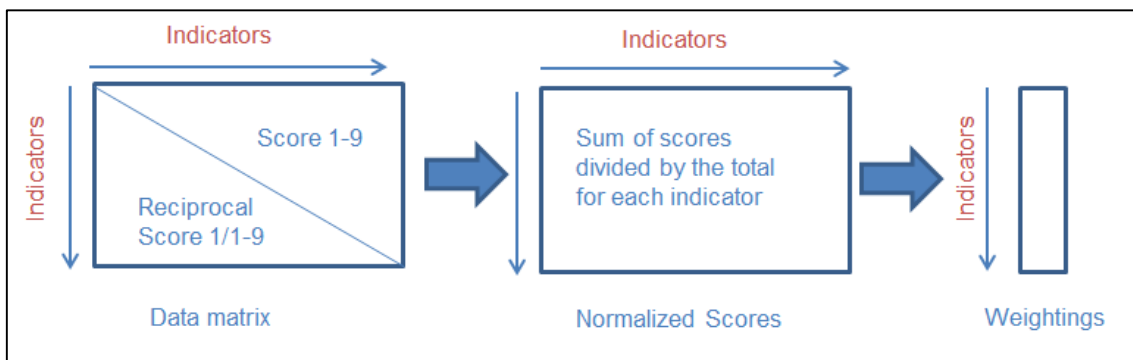 Indicators
Indicators
Score 1-9
Reciprocal
Score 1/1-9
Data matrix
Indicators
Sum of scores
divided by the total
for each indicator
Normalized Scores
Indicators
Weightings